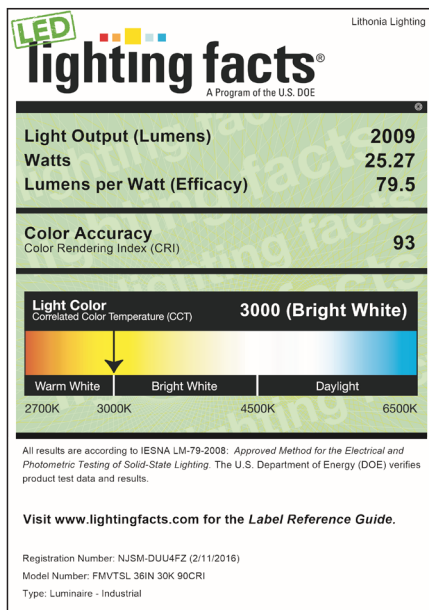 LED
Lithonia Lighting
lighting facts®
A Program of the U.S. DOE
Light Output (Lumens) 2009
Watts 25.27
Lumens per Watt (Efficacy) 79.5
Color Accuracy
Color Rendering Index (CRI) 93
Light Color
Correlated Color Temperature (CCT) 3000 (Bright White)
Warm White Bright White Daylight
2700K 3000K 4500K 6500K
All results are according to IESNA LM-79-2008: Approved Method for the Electrical and
Photometric Testing of Solid-State Lighting. The U.S. Department of Energy (DOE) verifies
product test data and results.
Visit www.lightingfacts.com for the Label Reference Guide.
Registration Number: NJSM-DUU4FZ (2/11/2016)
Model Number: FMVTSL 36IN 30K 90CRI
Type: Luminaire - Industrial